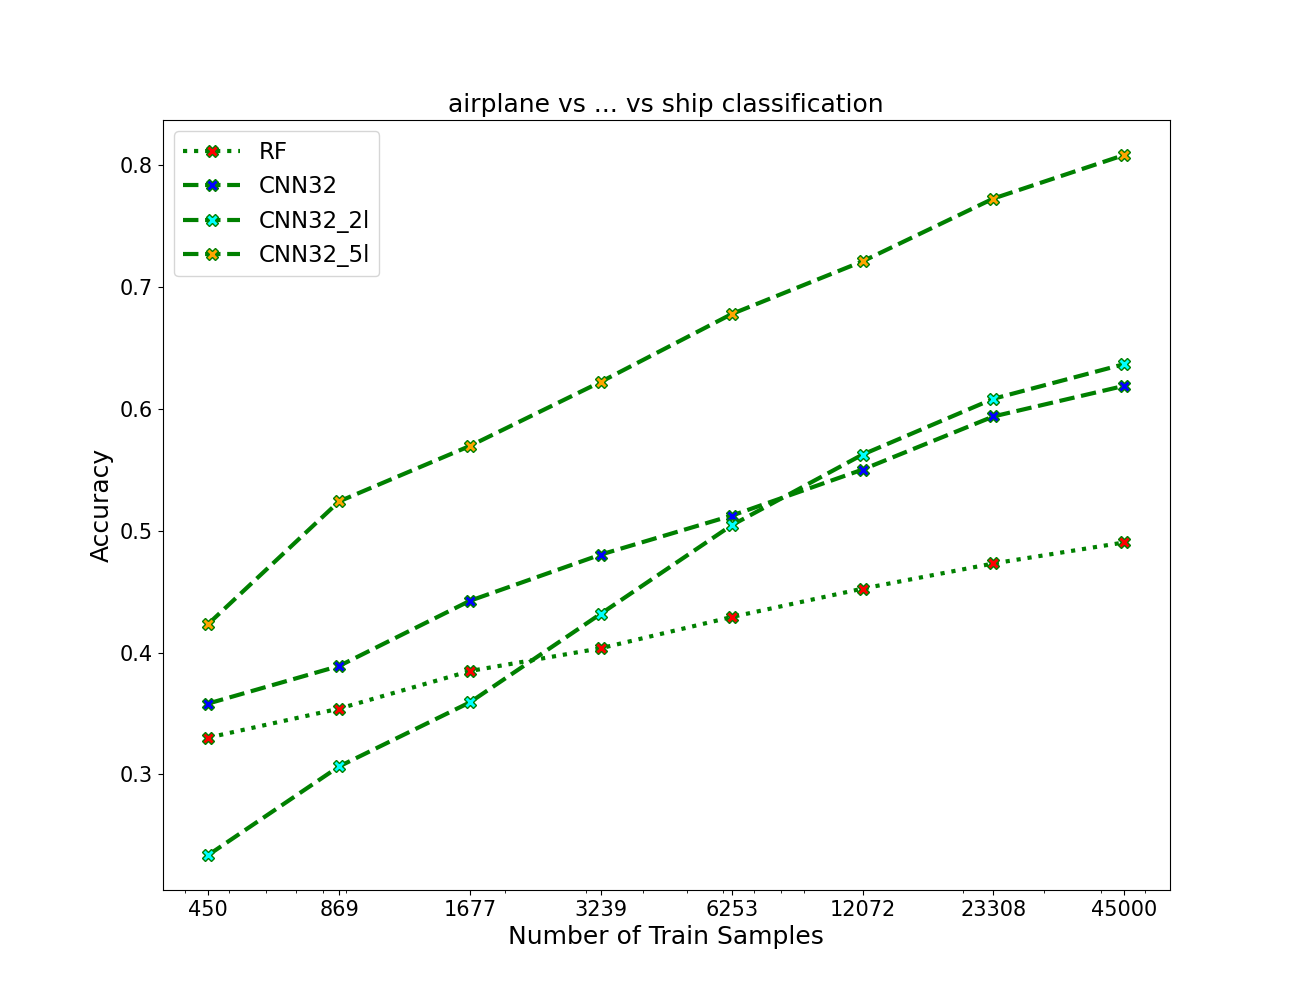 airplane vs ... vs ship classification
RF
CNN32
CNN32_2l
CNN32_5l
0.8
0.7
0.6
0.5
0.4
0.3
Accuracy
450 869 1677 3239 6253 12072 23308 45000
Number of Train Samples